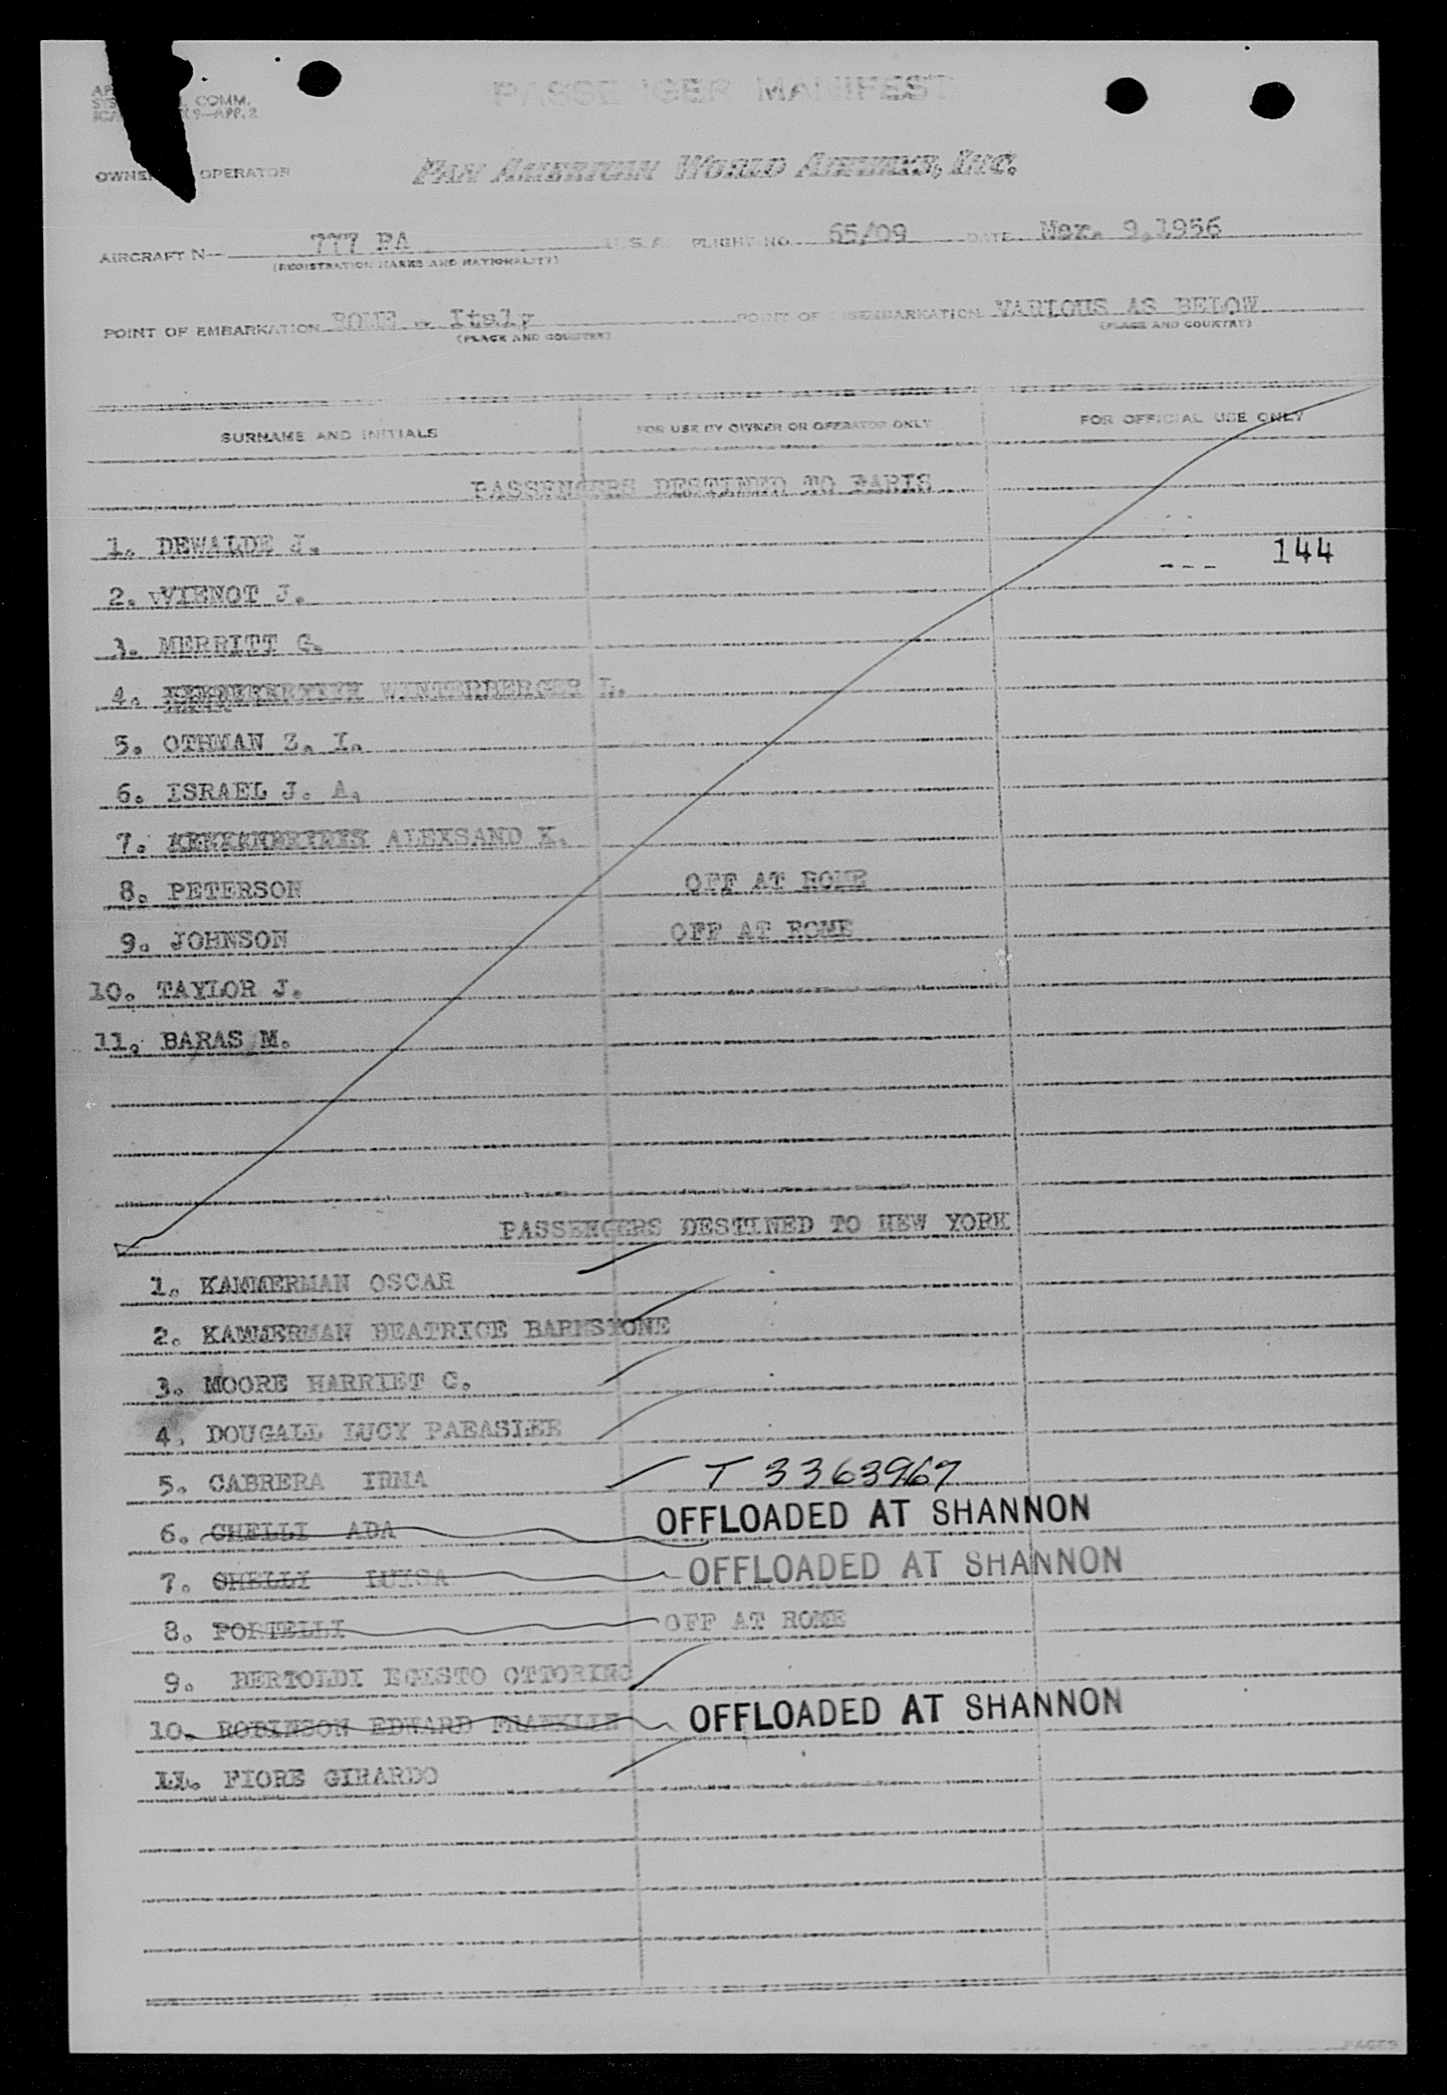 COMM.
9—APP. 2
PASSENGER MANIFEST
OWNER OPERATOR PAN AMERICAN WORLD AIRWAYS, INC.
AIRCRAFT N— 777 PA U.S.A. FLIGHT NO. 65/09 DATE Mar. 9,1956
(REGISTRATION MARKS AND NATIONALITY)
POINT OF EMBARKATION ROME - Italy POINT OF DISEMBARKATION VARIOUS AS BELOW
(PLACE AND COUNTRY) (PLACE AND COUNTRY)
SURNAME AND INITIALS FOR USE BY OWNER OR OPERATOR ONLY FOR OFFICIAL USE ONLY
PASSENGERS DESTINED TO PARIS
1. DEWALDE J.
144
2. VIENOT J.
3. MERRITT C.
4. WINTERBERGER L.
5. OTHMAN Z. I.
6. ISRAEL J. A.
7. ALEKSAND K.
8. PETERSON OFF AT ROME
9. JOHNSON OFF AT ROME
10. TAYLOR J.
11. BARAS M.
PASSENGERS DESTINED TO NEW YORK
1. KAMMERMAN OSCAR
2. KAMMERMAN BEATRICE BARNSTONE
3. MOORE HARRIET C.
4. DOUGALL LUCY
5. CABRERA IRMA T 3363967
6. CHELLI ADA OFFLOADED AT SHANNON
7. CHELLI LUISA OFFLOADED AT SHANNON
8. PORTELLI OFF AT ROME
9. BERTOLDI EGISTO OTTORINO
10. ROBINSON EDWARD FRANKLIN OFFLOADED AT SHANNON
11. FIORE GIRARDO